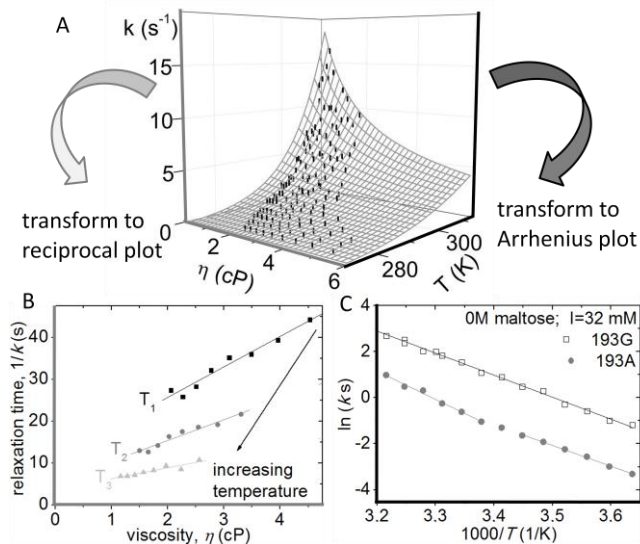 A
k (s⁻¹)
15
10
5
0
2
4
6
η (cP)
280
300
T (K)
transform to
reciprocal plot
transform to
Arrhenius plot
B
relaxation time, 1/k(s)
40
30
20
10
0
0
1
2
3
4
viscosity, η (cP)
T₁
T₂
T₃
increasing
temperature
C
ln (k s)
4
2
0
-2
-4
3.2
3.3
3.4
3.5
3.6
1000/T (1/K)
0M maltose; I=32 mM
193G
193A